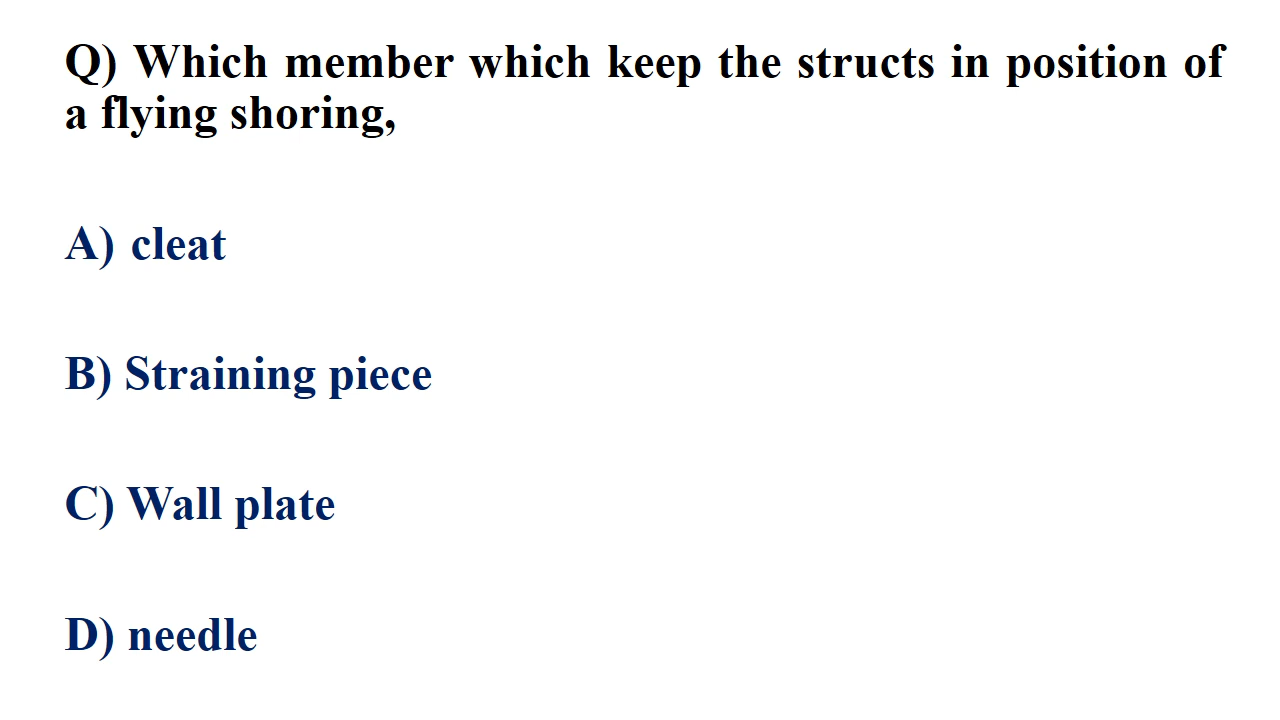 Q) Which member which keep the structs in position of
a flying shoring,
A) cleat
B) Straining piece
C) Wall plate
D) needle